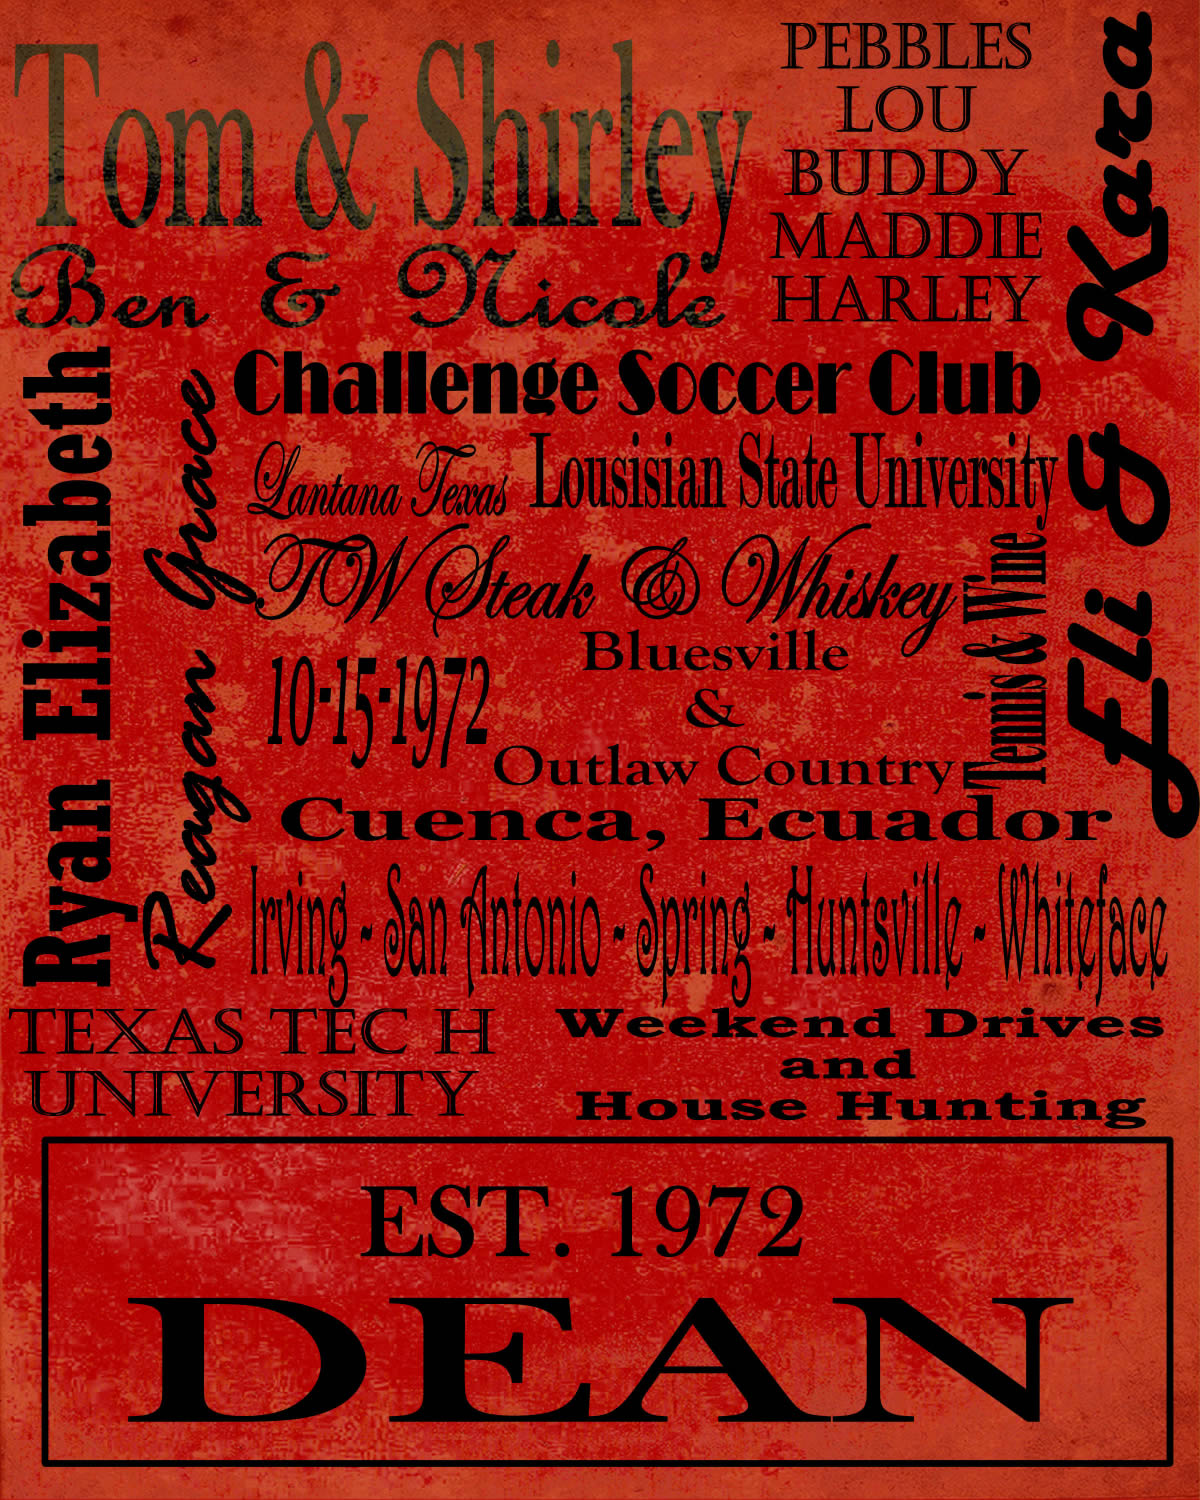 Tom & Shirley
PEBBLES
LOU
BUDDY
MADDIE
HARLEY
Eli & Kara
Ben & Nicole
Ryan Elizabeth
Reagan Grace
Challenge Soccer Club
Lantana Texas
Lousisian State University
TW Steak & Whiskey
Tennis & Wine
10-15-1972
Bluesville
&
Outlaw Country
Cuenca, Ecuador
Irving - San Antonio - Spring - Huntsville - Whiteface
TEXAS TEC H
UNIVERSITY
Weekend Drives
and
House Hunting
EST. 1972
DEAN